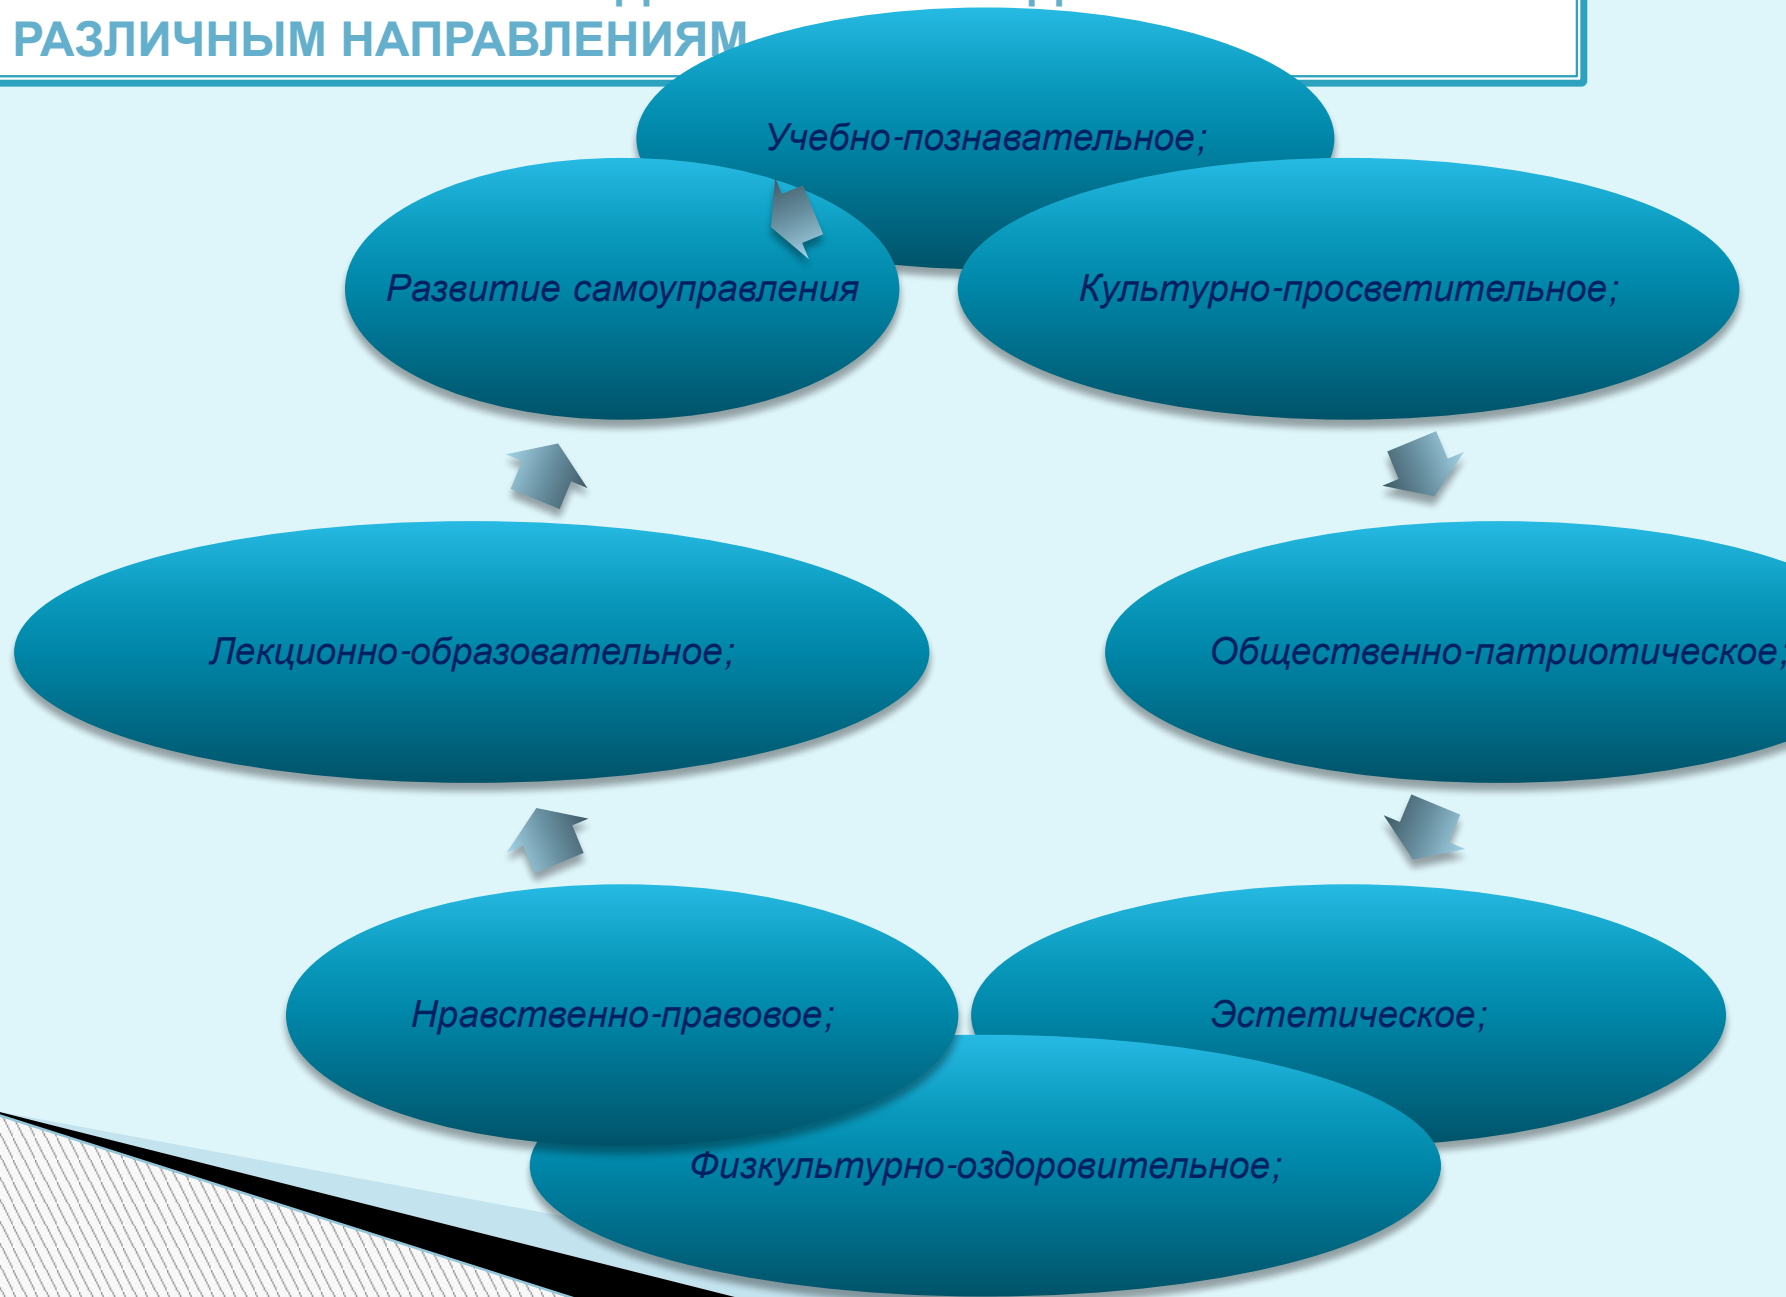 РАЗЛИЧНЫМ НАПРАВЛЕНИЯМ
Учебно-познавательное;
Развитие самоуправления
Культурно-просветительное;
Лекционно-образовательное;
Общественно-патриотическое;
Нравственно-правовое;
Эстетическое;
Физкультурно-оздоровительное;